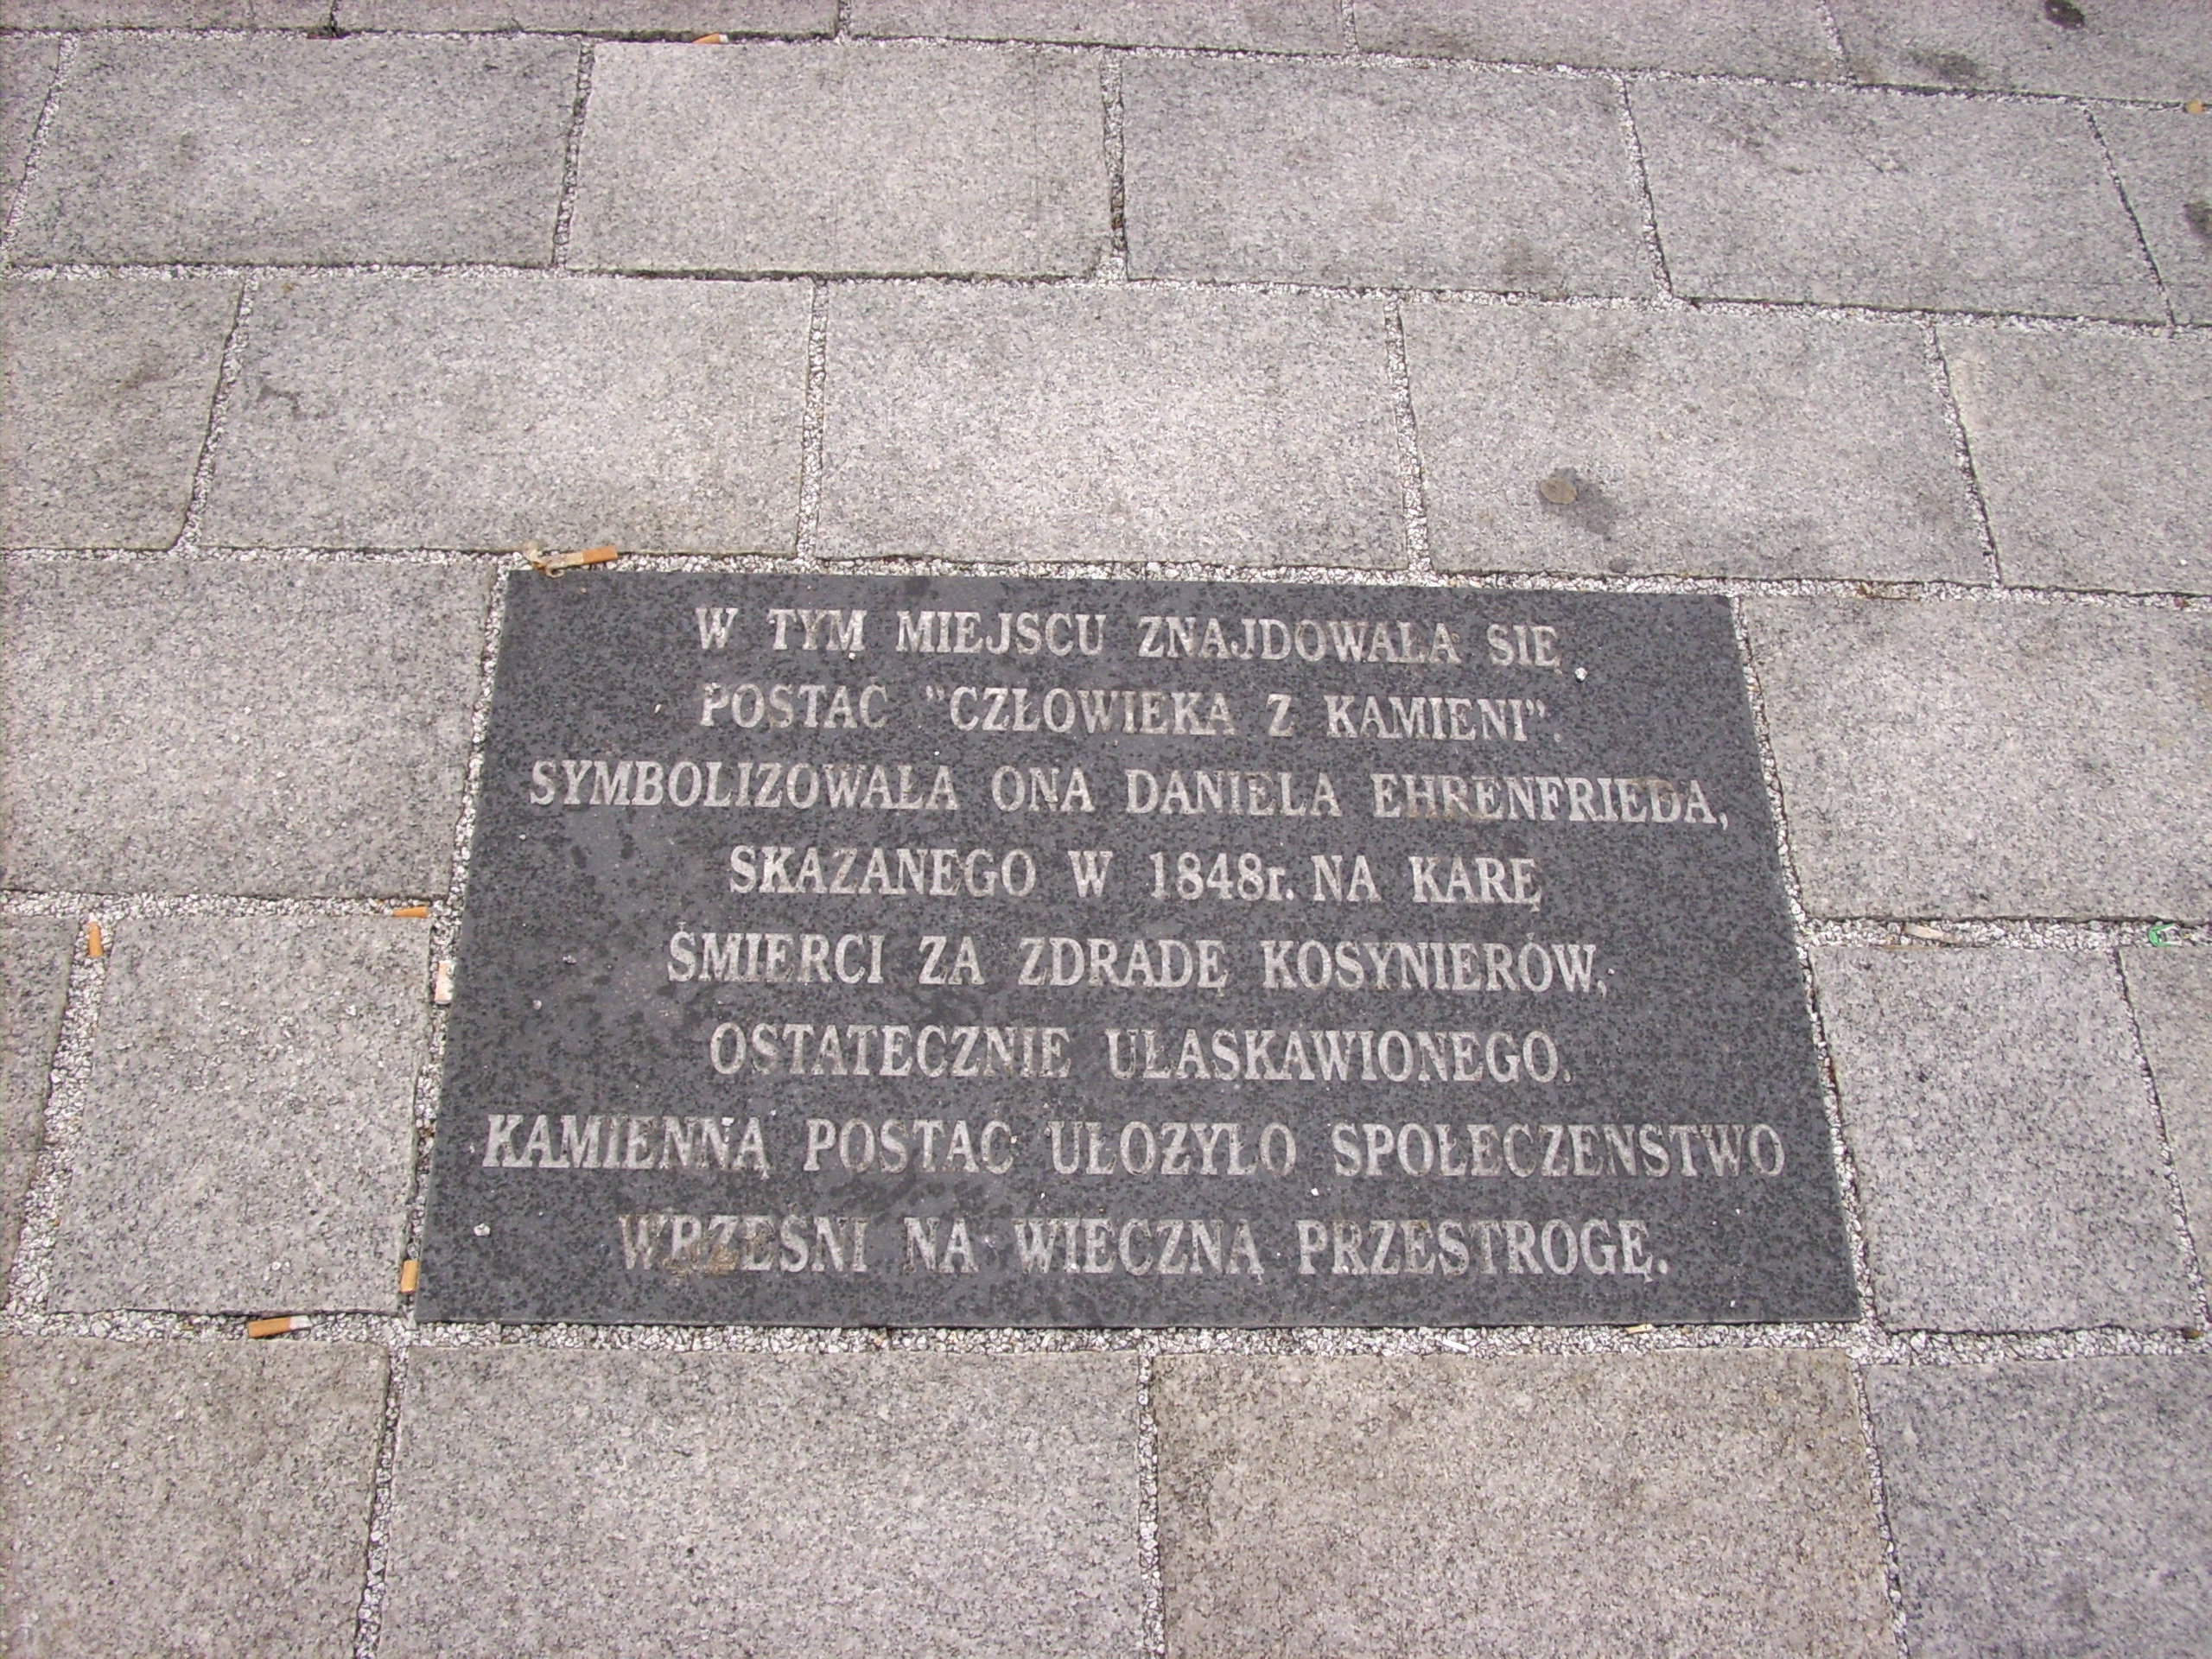 W TYM MIEJSCU ZNAJDOWAŁA SIĘ
POSTAĆ "CZŁOWIEKA Z KAMIENI".
SYMBOLIZOWAŁA ONA DANIELA EHRENFRIEDA,
SKAZANEGO W 1848r. NA KARĘ
ŚMIERCI ZA ZDRADĘ KOSYNIERÓW,
OSTATECZNIE UŁASKAWIONEGO.
KAMIENNĄ POSTAĆ UŁOŻYŁO SPOŁECZEŃSTWO
WRZEŚNI NA WIECZNĄ PRZESTROGĘ.